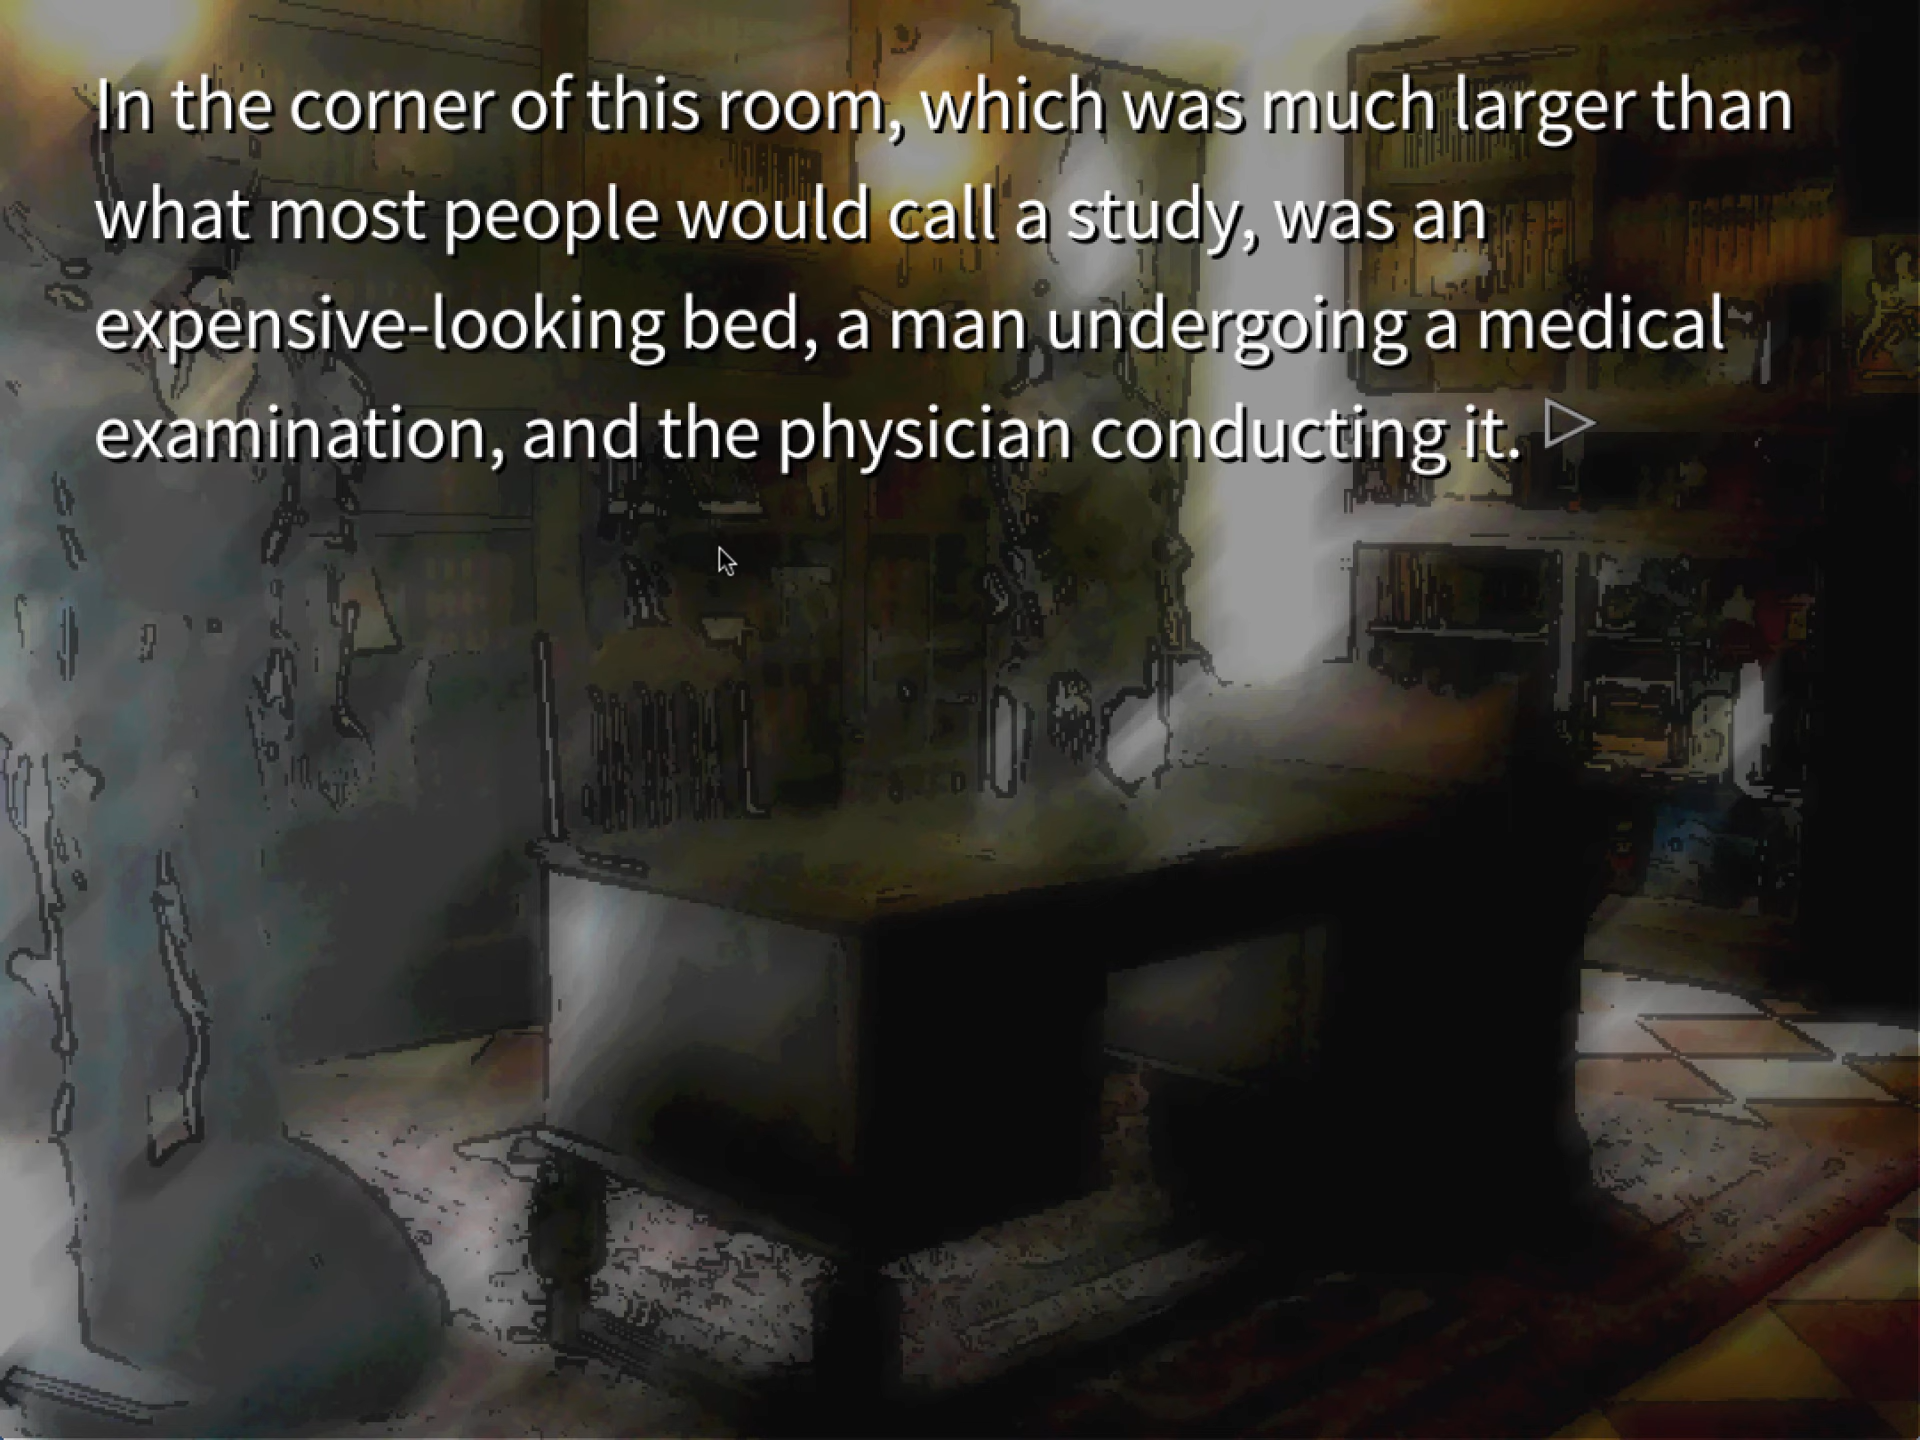 In the corner of this room, which was much larger than
what most people would call a study, was an
expensive-looking bed, a man undergoing a medical
examination, and the physician conducting it.